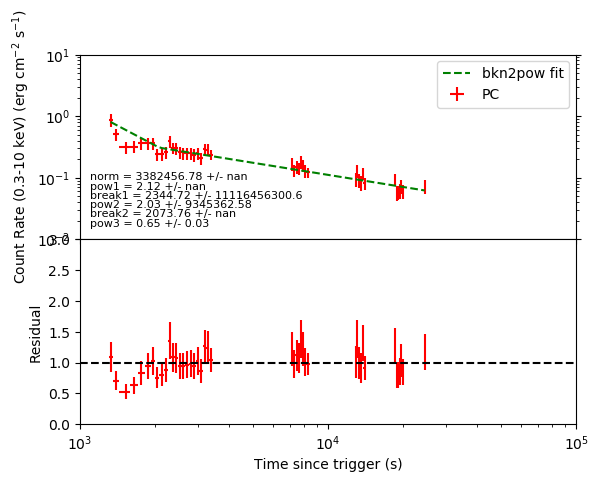 Count Rate (0.3-10 keV) (erg cm⁻² s⁻¹)
10¹
10⁰
10⁻¹
10⁻²
bkn2pow fit
PC
norm = 3382456.78 +/- nan
pow1 = 2.12 +/- nan
break1 = 2344.72 +/- 11116456300.6
pow2 = 2.03 +/- 9345362.58
break2 = 2073.76 +/- nan
pow3 = 0.65 +/- 0.03
Residual
3.0
2.5
2.0
1.5
1.0
0.5
0.0
10³
10⁴
10⁵
Time since trigger (s)